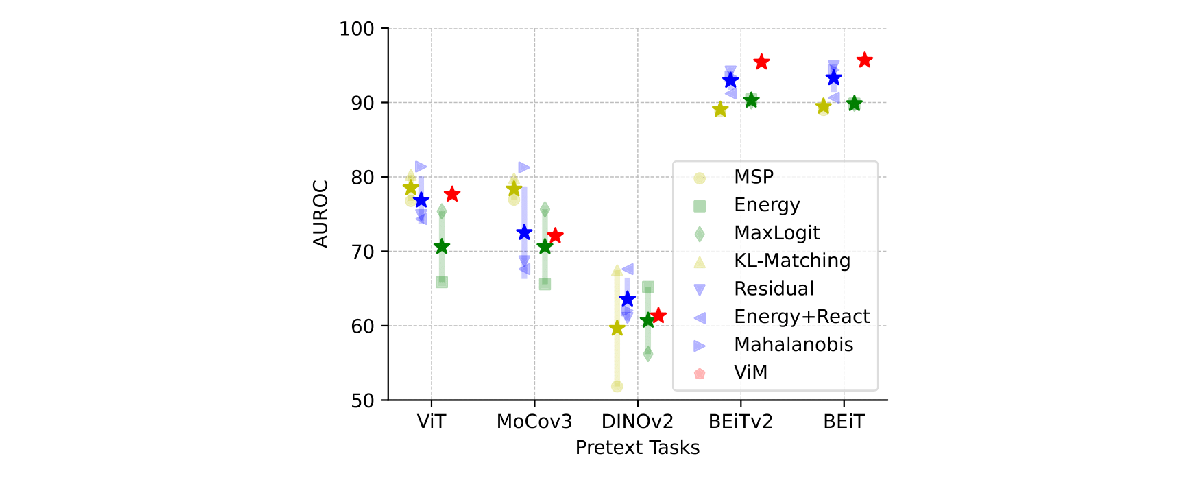 100
90
80
70
60
50
AUROC
MSP
Energy
MaxLogit
KL-Matching
Residual
Energy+React
Mahalanobis
ViM
ViT MoCov3 DINOv2 BEiTv2 BEiT
Pretext Tasks